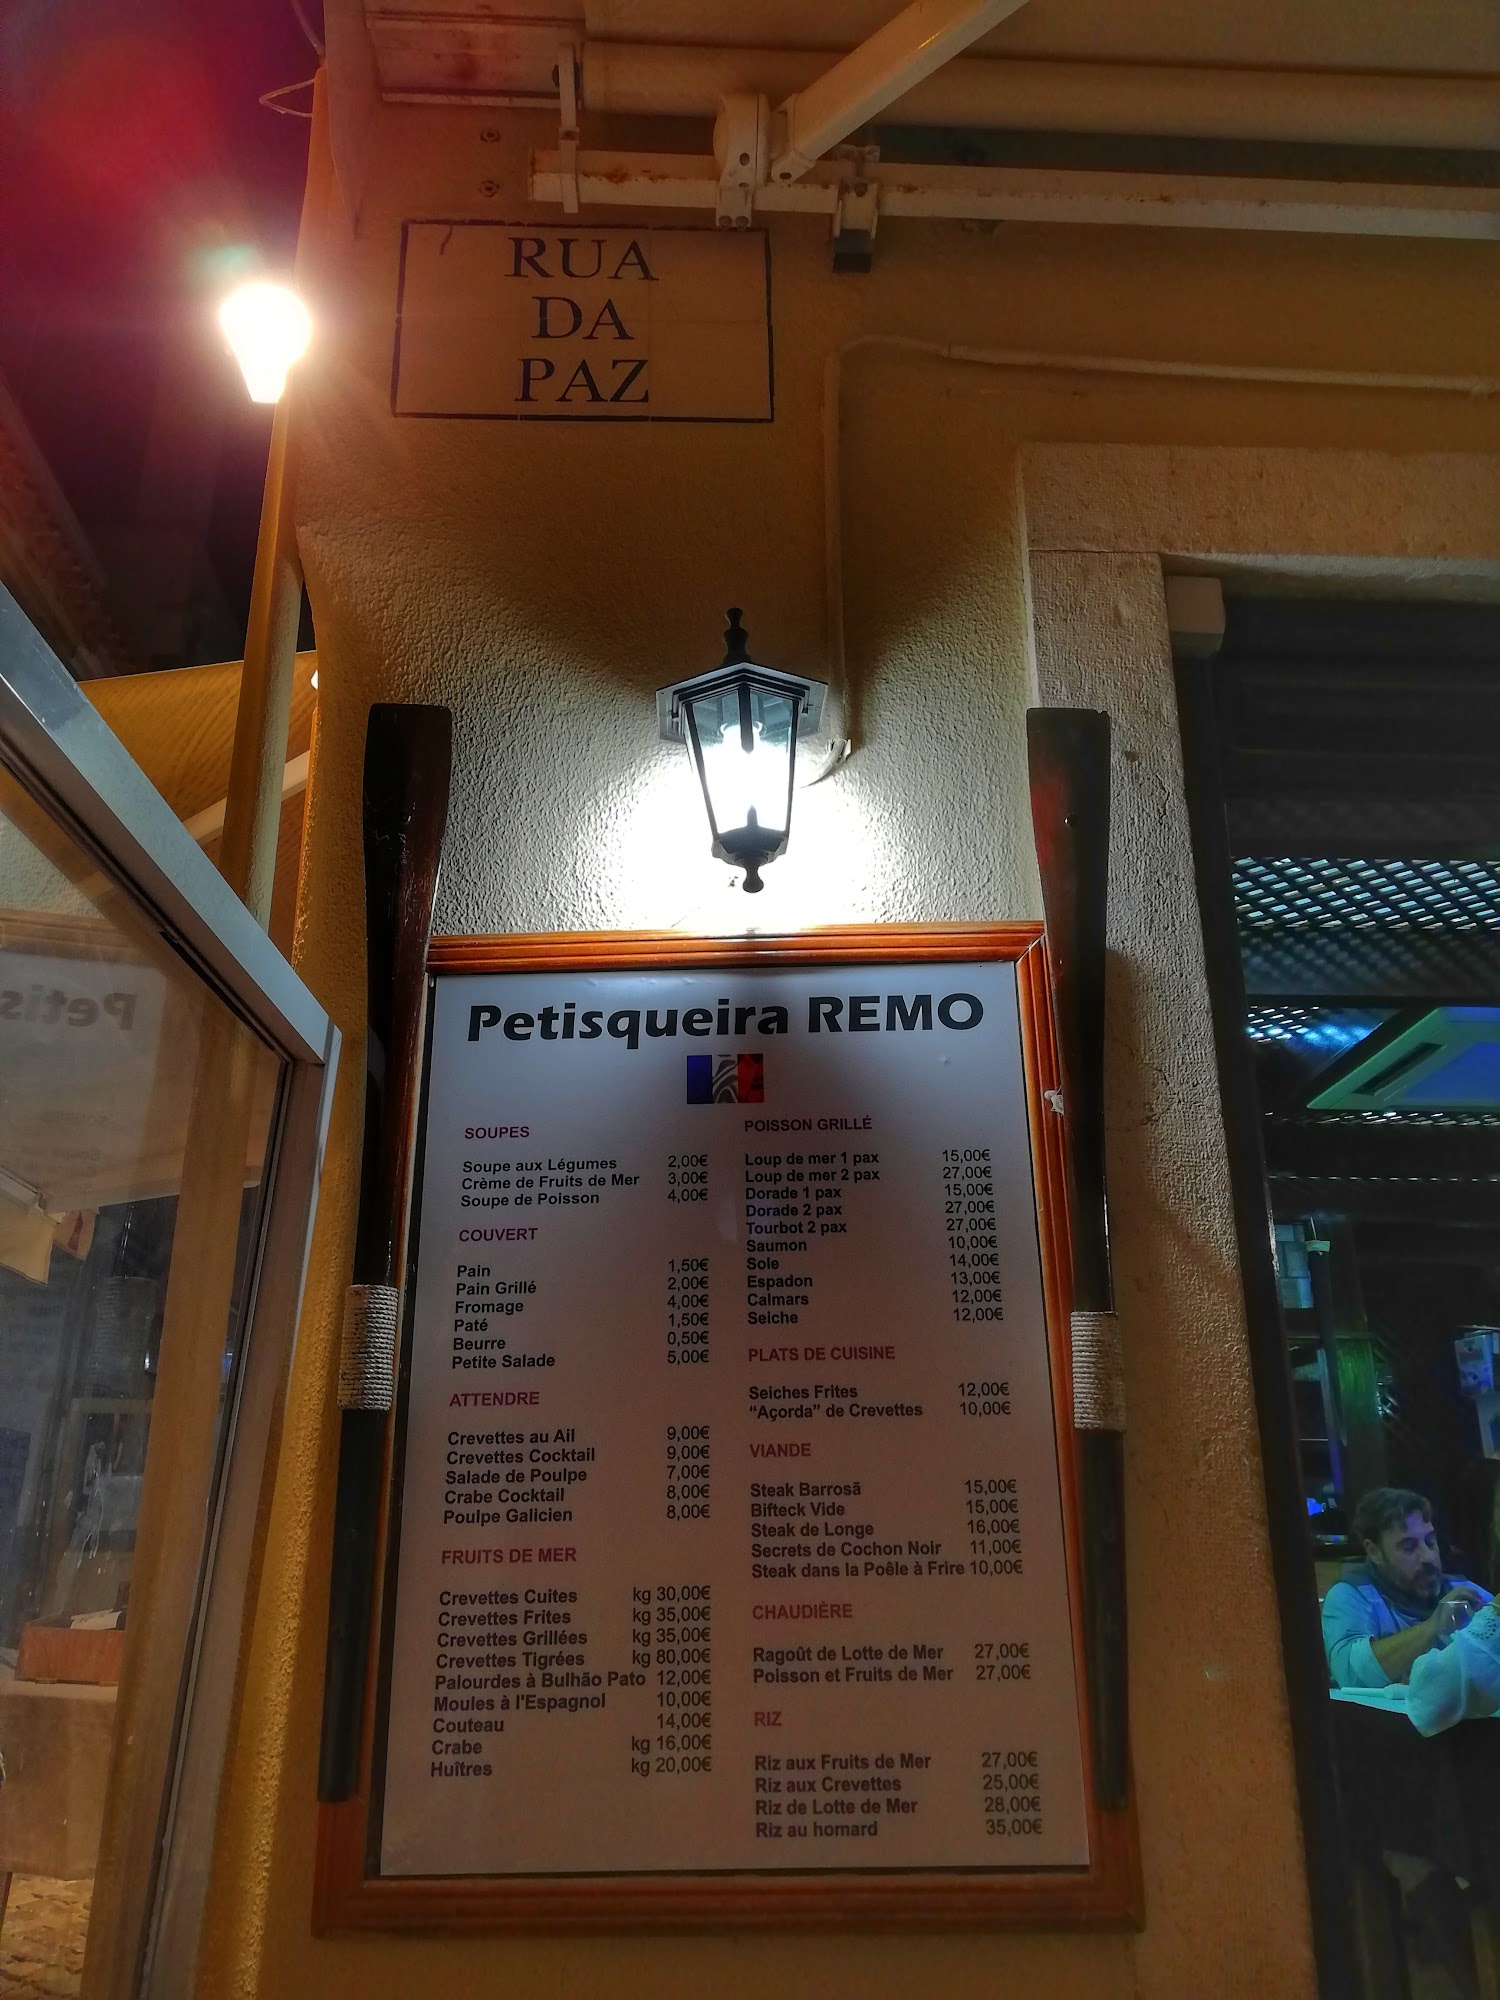 RUA
DA
PAZ
Petisqueira REMO
SOUPES
Soupe aux Légumes 2,00€
Crème de Fruits de Mer 3,00€
Soupe de Poisson 4,00€
COUVERT
Pain 1,50€
Pain Grillé 2,00€
Fromage 4,00€
Paté 1,50€
Beurre 0,50€
Petite Salade 5,00€
ATTENDRE
Crevettes au Ail 9,00€
Crevettes Cocktail 9,00€
Salade de Poulpe 7,00€
Crabe Cocktail 8,00€
Poulpe Galicien 8,00€
FRUITS DE MER
Crevettes Cuites kg 30,00€
Crevettes Frites kg 35,00€
Crevettes Grillées kg 35,00€
Crevettes Tigrées kg 80,00€
Palourdes à Bulhão Pato 12,00€
Moules à l'Espagnol 10,00€
Couteau 14,00€
Crabe kg 16,00€
Huîtres kg 20,00€
POISSON GRILLÉ
Loup de mer 1 pax 15,00€
Loup de mer 2 pax 27,00€
Dorade 1 pax 15,00€
Dorade 2 pax 27,00€
Tourbot 2 pax 27,00€
Saumon 10,00€
Sole 14,00€
Espadon 13,00€
Calmars 12,00€
Seiche 12,00€
PLATS DE CUISINE
Seiches Frites 12,00€
“Açorda” de Crevettes 10,00€
VIANDE
Steak Barrosã 15,00€
Bifteck Vide 15,00€
Steak de Longe 16,00€
Secrets de Cochon Noir 11,00€
Steak dans la Poêle à Frire 10,00€
CHAUDIÈRE
Ragoût de Lotte de Mer 27,00€
Poisson et Fruits de Mer 27,00€
RIZ
Riz aux Fruits de Mer 27,00€
Riz aux Crevettes 25,00€
Riz de Lotte de Mer 28,00€
Riz au homard 35,00€
Petis